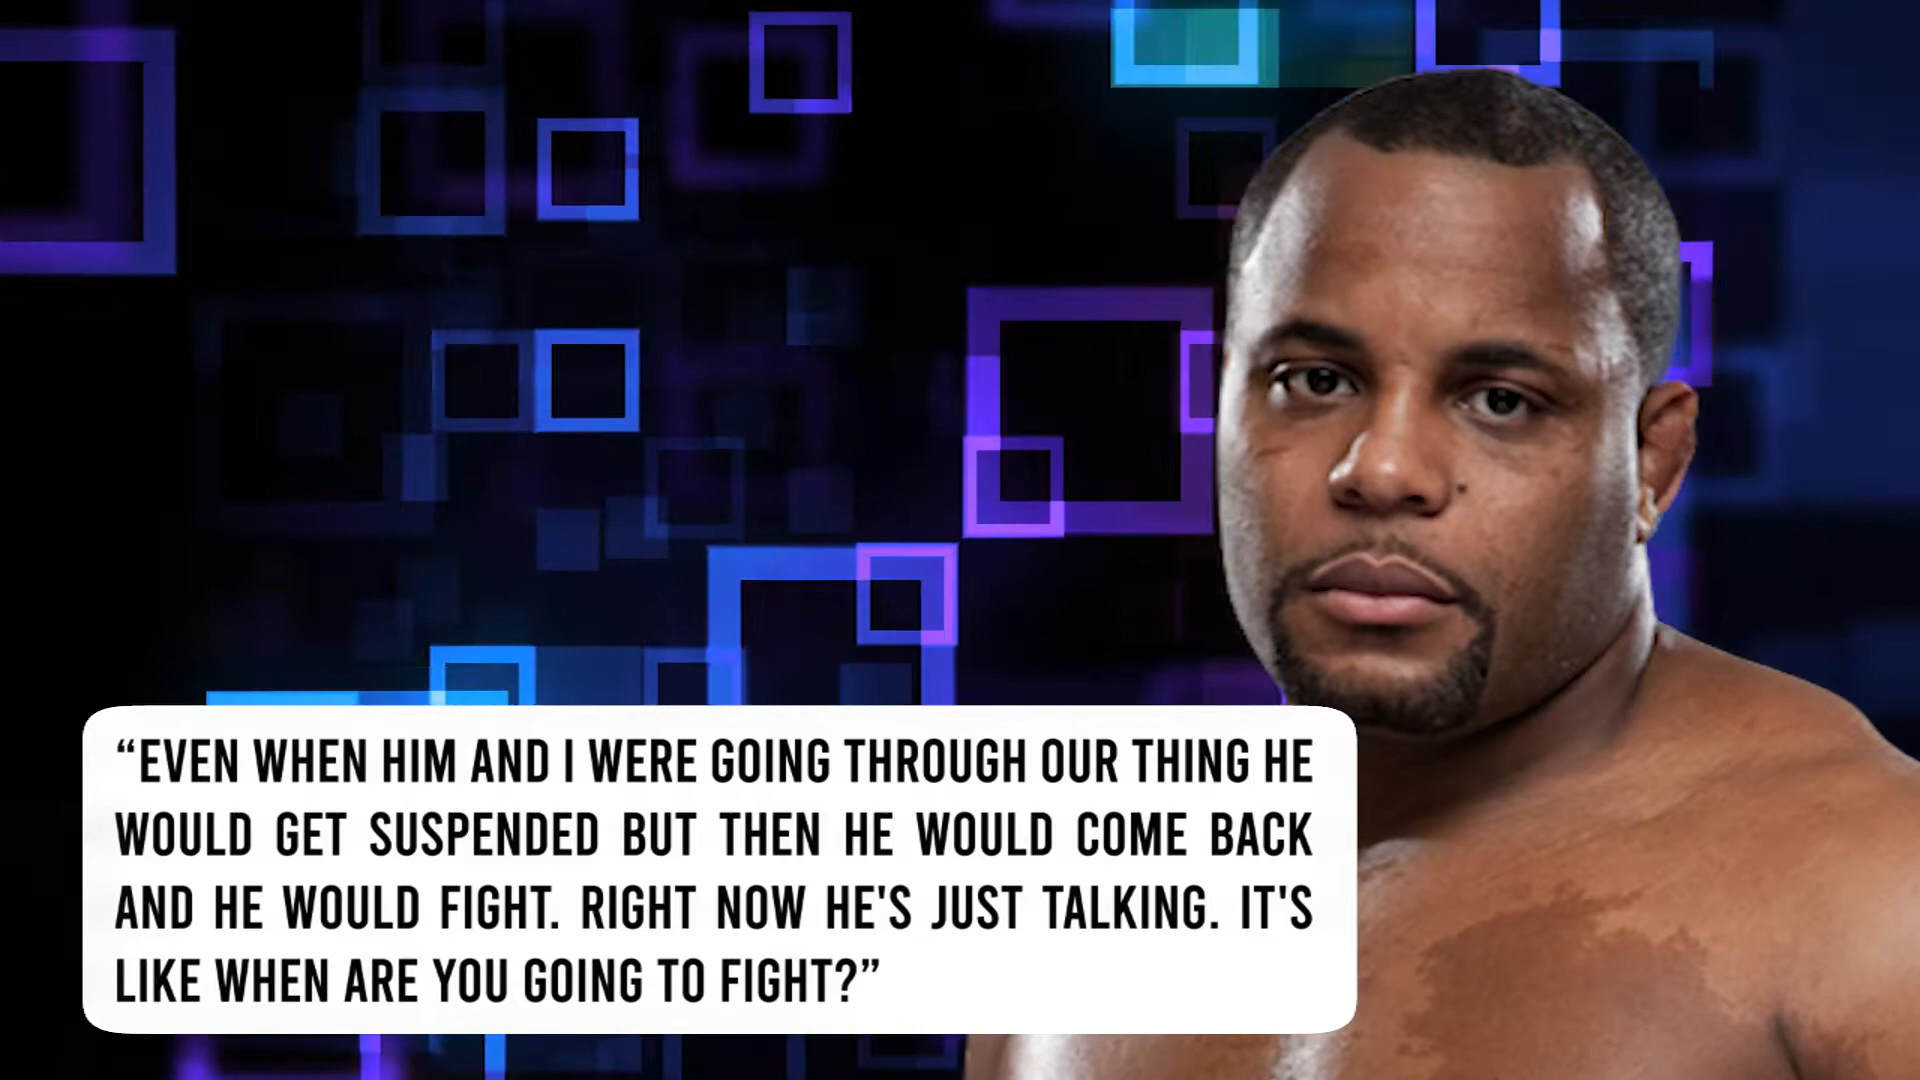 “EVEN WHEN HIM AND I WERE GOING THROUGH OUR THING HE
WOULD GET SUSPENDED BUT THEN HE WOULD COME BACK
AND HE WOULD FIGHT. RIGHT NOW HE'S JUST TALKING. IT'S
LIKE WHEN ARE YOU GOING TO FIGHT?”